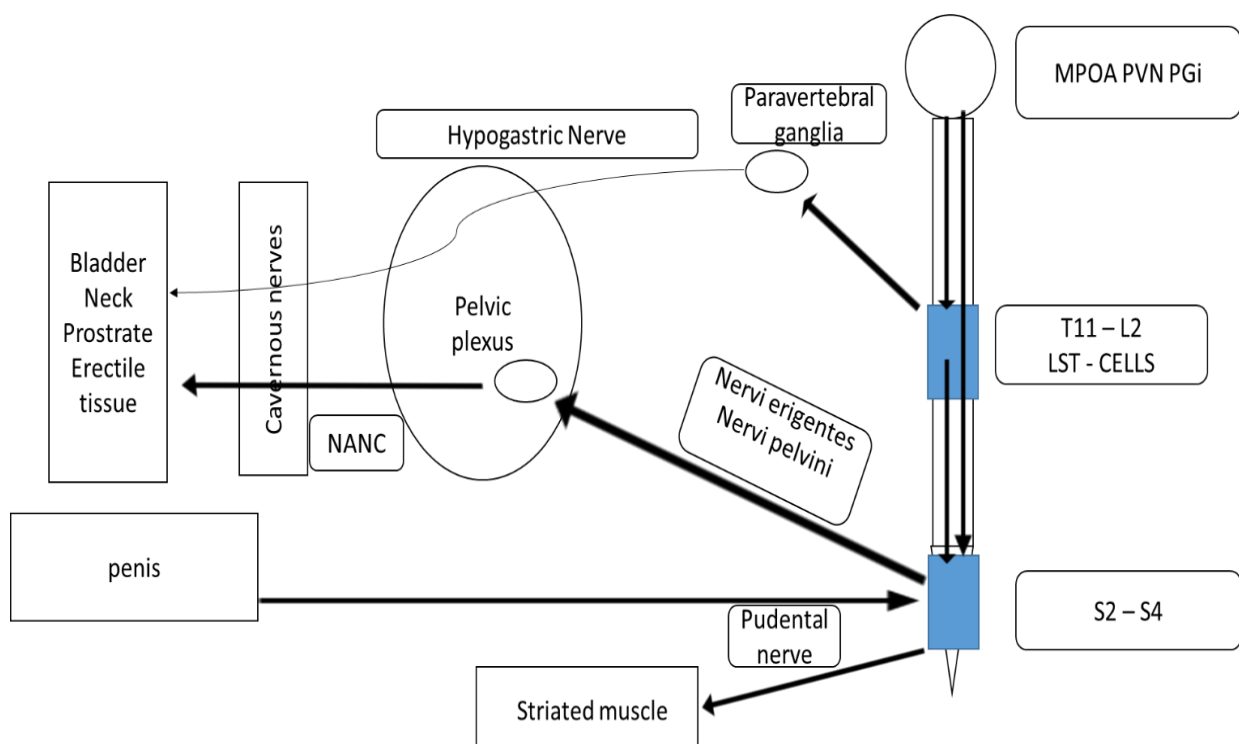 MPOA PVN PGi
Paravertebral
ganglia
Hypogastric Nerve
Bladder
Neck
Prostrate
Erectile
tissue
Cavernous nerves
Pelvic
plexus
NANC
Nervi erigentes
Nervi pelvini
T11 – L2
LST - CELLS
penis
S2 – S4
Pudental
nerve
Striated muscle